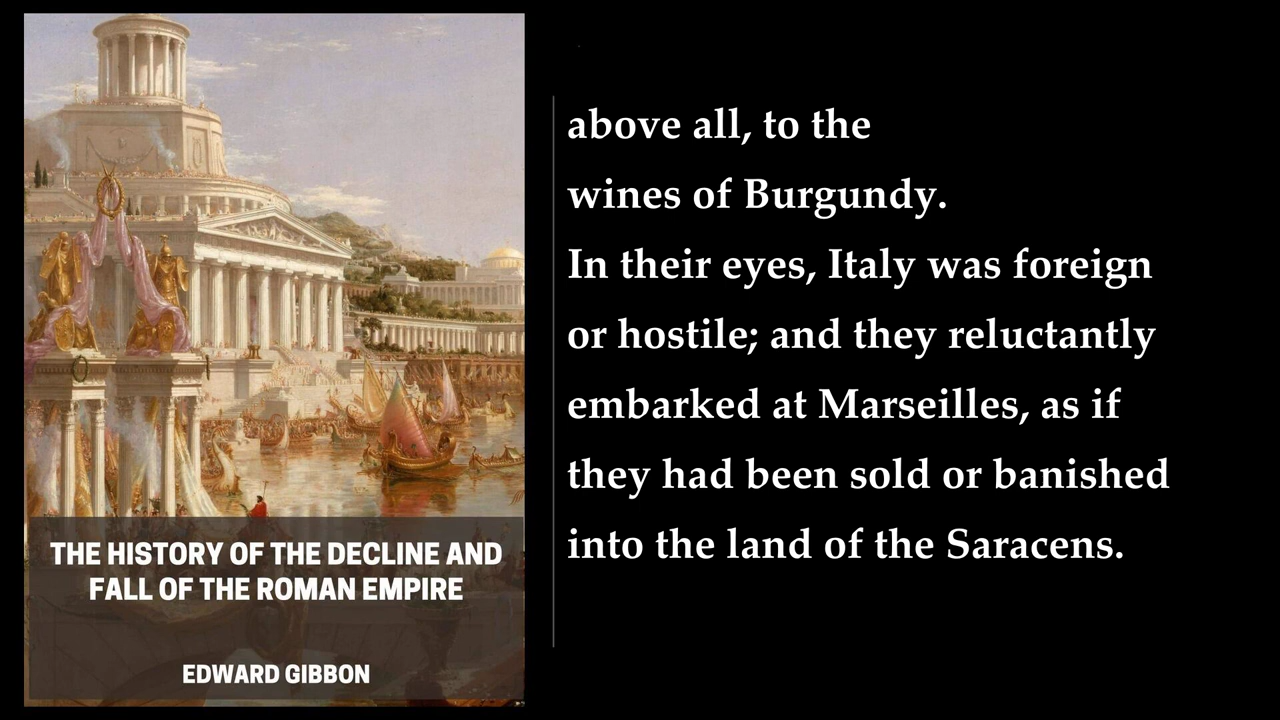 above all, to the
wines of Burgundy.
In their eyes, Italy was foreign
or hostile; and they reluctantly
embarked at Marseilles, as if
they had been sold or banished
into the land of the Saracens.
THE HISTORY OF THE DECLINE AND
FALL OF THE ROMAN EMPIRE
EDWARD GIBBON